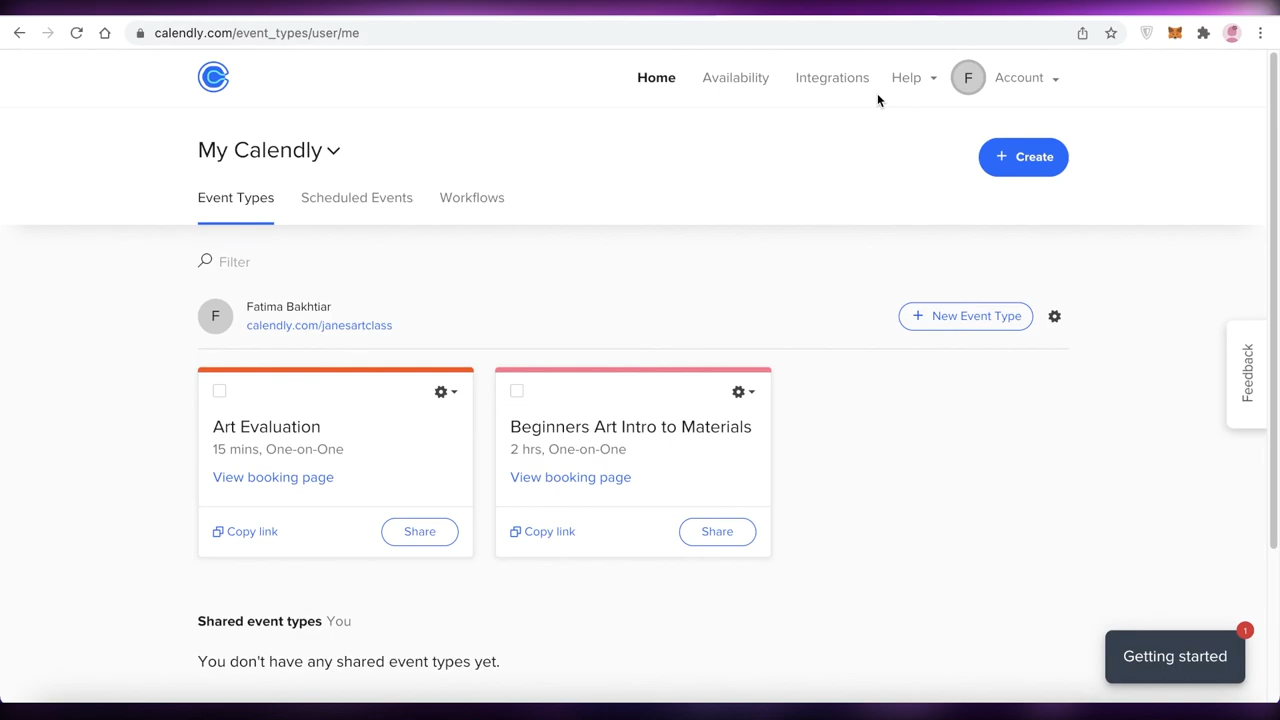 calendly.com/event_types/user/me
Home Availability Integrations Help F Account
My Calendly
+ Create
Event Types Scheduled Events Workflows
Filter
F
Fatima Bakhtiar
calendly.com/janesartclass
+ New Event Type
Feedback
Art Evaluation
15 mins, One-on-One
View booking page
Copy link Share
Beginners Art Intro to Materials
2 hrs, One-on-One
View booking page
Copy link Share
Shared event types You
You don't have any shared event types yet.
1
Getting started